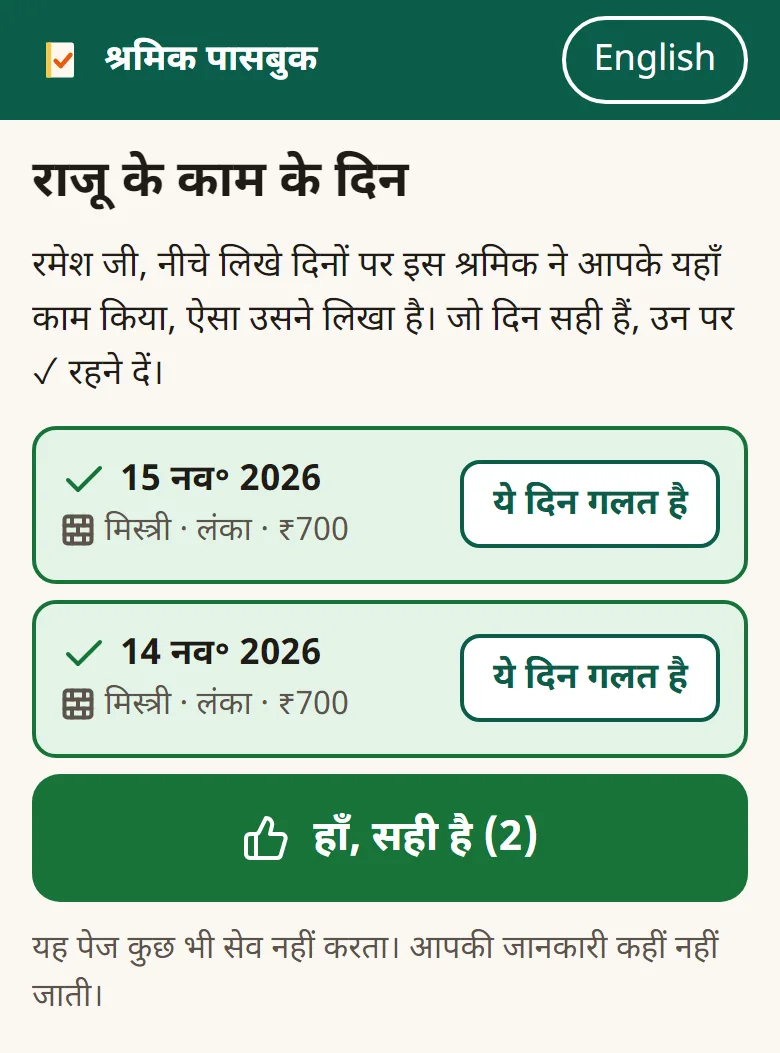 श्रमिक पासबुक
English
राजू के काम के दिन
रमेश जी, नीचे लिखे दिनों पर इस श्रमिक ने आपके यहाँ
काम किया, ऐसा उसने लिखा है। जो दिन सही हैं, उन पर
✓ रहने दें।
15 नव॰ 2026
मिस्त्री · लंका · ₹700
ये दिन गलत है
14 नव॰ 2026
मिस्त्री · लंका · ₹700
ये दिन गलत है
हाँ, सही है (2)
यह पेज कुछ भी सेव नहीं करता। आपकी जानकारी कहीं नहीं
जाती।